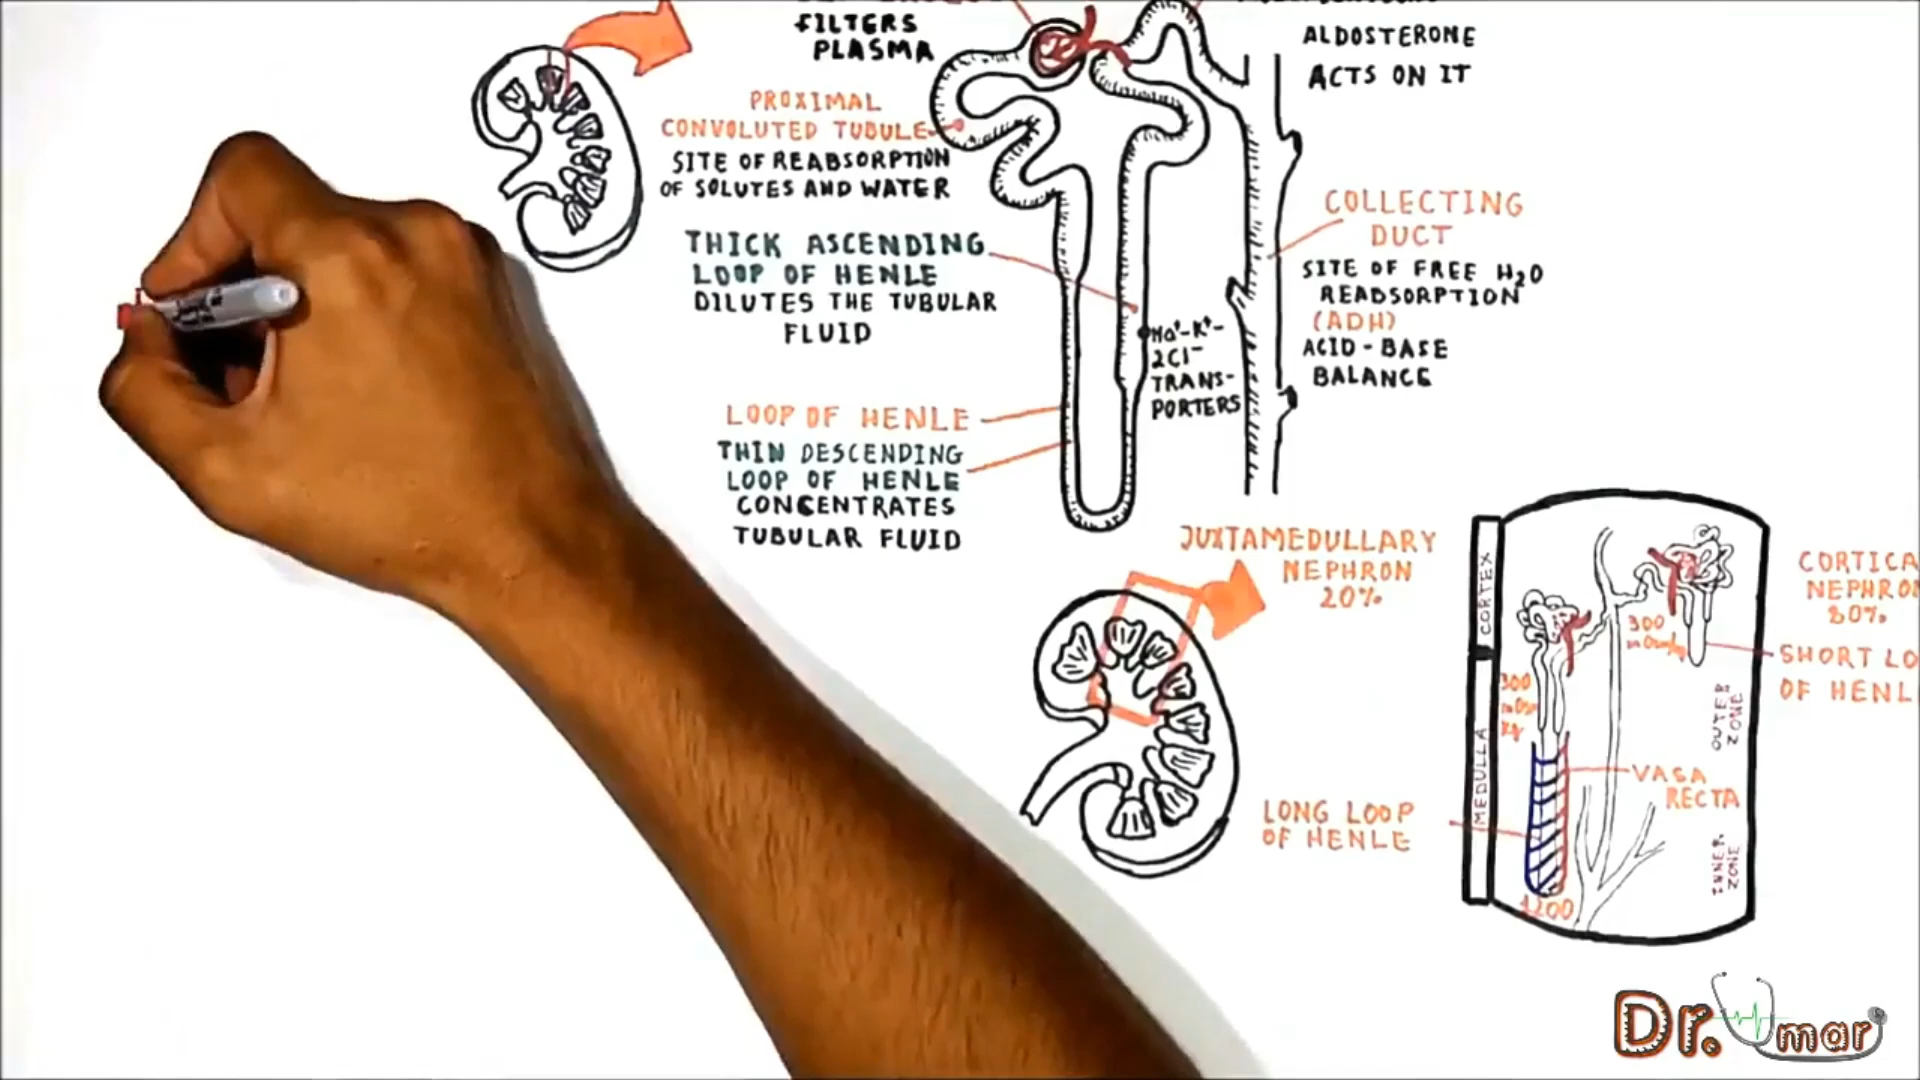 FILTERS
PLASMA
PROXIMAL
CONVOLUTED TUBULE
SITE OF REABSORPTION
OF SOLUTES AND WATER
THICK ASCENDING
LOOP OF HENLE
DILUTES THE TUBULAR
FLUID
LOOP OF HENLE
THIN DESCENDING
LOOP OF HENLE
CONCENTRATES
TUBULAR FLUID
Na+-K+-
2Cl-
TRANS-
PORTERS
ALDOSTERONE
ACTS ON IT
COLLECTING
DUCT
SITE OF FREE H2O
REABSORPTION
(ADH)
ACID-BASE
BALANCE
JUXTAMEDULLARY
NEPHRON
20%
LONG LOOP
OF HENLE
CORTEX
MEDULLA
300
300
1200
VASA
RECTA
OUTER
ZONE
INNER
ZONE
CORTICA
NEPHRO
80%
SHORT LO
OF HENL
Dr. Umar